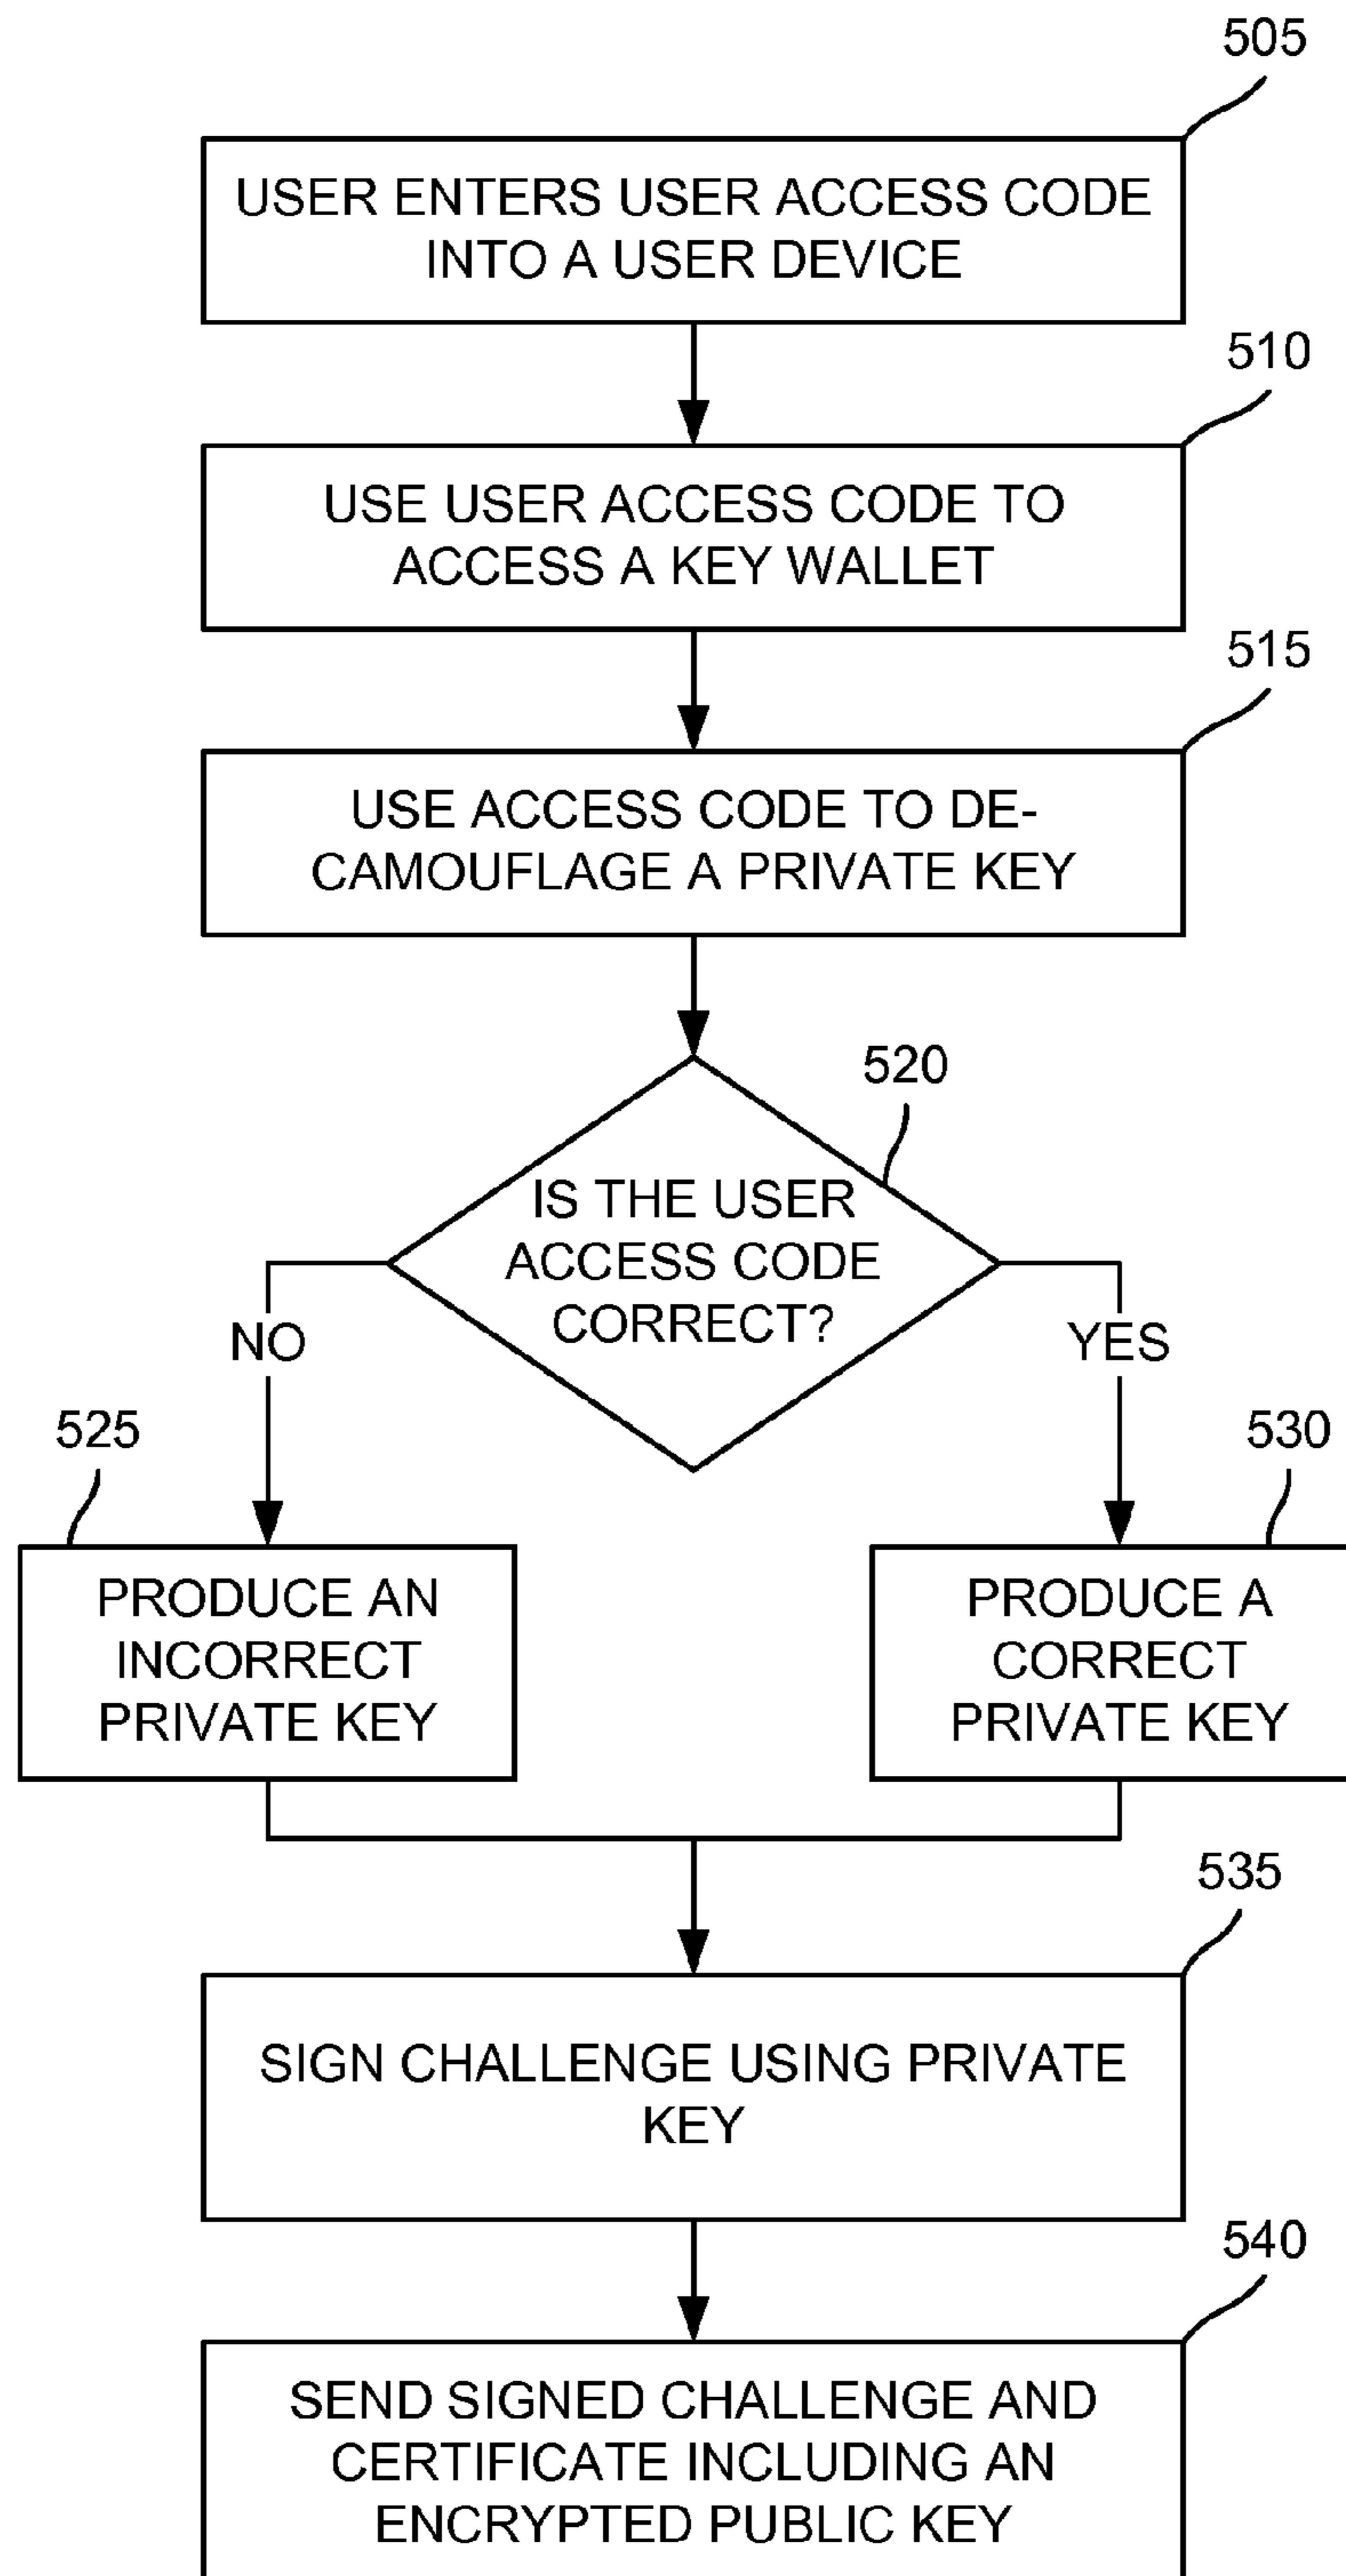 505
USER ENTERS USER ACCESS CODE
INTO A USER DEVICE
510
USE USER ACCESS CODE TO
ACCESS A KEY WALLET
515
USE ACCESS CODE TO DE-
CAMOUFLAGE A PRIVATE KEY
520
IS THE USER
ACCESS CODE
CORRECT?
NO
YES
525
530
PRODUCE AN
INCORRECT
PRIVATE KEY
PRODUCE A
CORRECT
PRIVATE KEY
535
SIGN CHALLENGE USING PRIVATE
KEY
540
SEND SIGNED CHALLENGE AND
CERTIFICATE INCLUDING AN
ENCRYPTED PUBLIC KEY